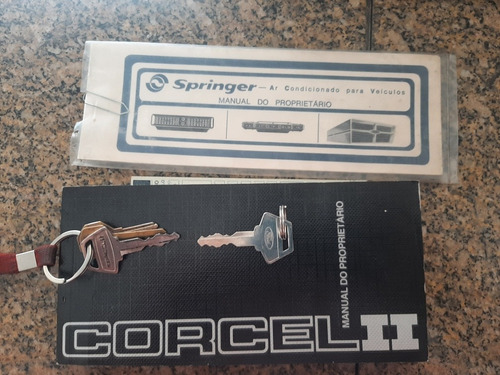 Springer — Ar Condicionado para Veículos
MANUAL DO PROPRIETÁRIO
MANUAL DO PROPRIETÁRIO
CORCEL II